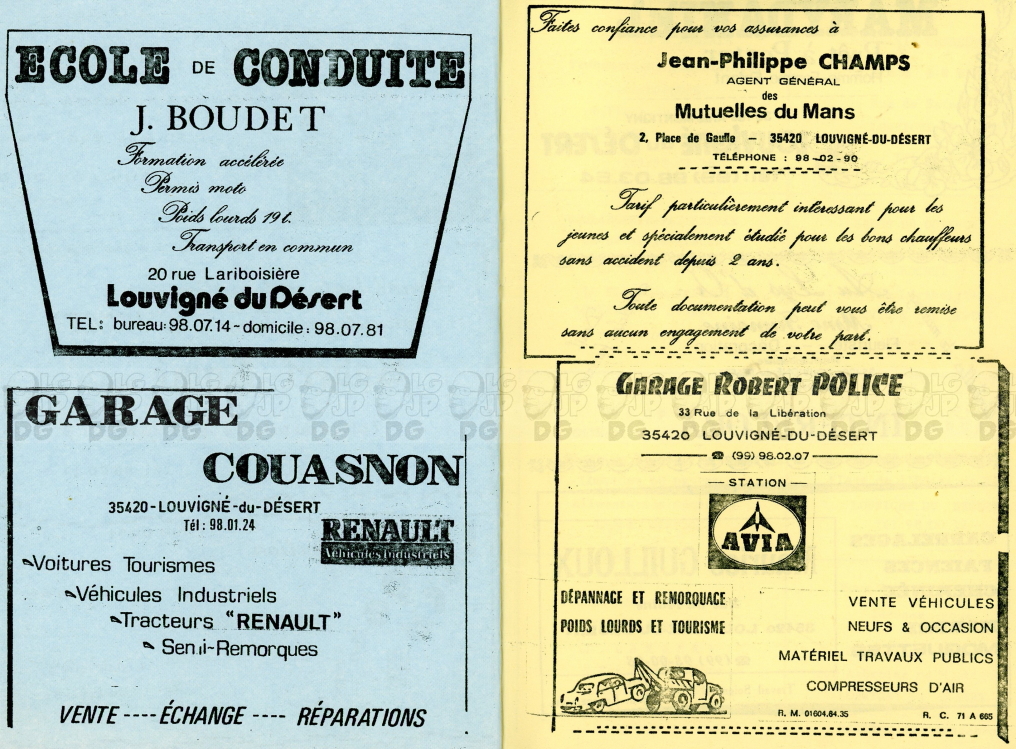 ECOLE DE CONDUITE
J. BOUDET
Formation accélérée
Permis moto
Poids lourds 19 t.
Transport en commun
20 rue Lariboisière
Louvigné du Désert
TEL: bureau: 98.07.14 - domicile : 98.07.81
GARAGE
COUASNON
35420-LOUVIGNÉ-du-DÉSERT
Tél : 98.01.24
RENAULT
Véhicules Industriels
Voitures Tourismes
Véhicules Industriels
Tracteurs "RENAULT"
Semi-Remorques
VENTE ---- ÉCHANGE ---- RÉPARATIONS
Faites confiance pour vos assurances à
Jean-Philippe CHAMPS
AGENT GÉNÉRAL
des
Mutuelles du Mans
2, Place de Gaulle — 35420 LOUVIGNÉ-DU-DÉSERT
TÉLÉPHONE : 98-02-90
Tarif particulièrement intéressant pour les
jeunes et spécialement étudié pour les bons chauffeurs
sans accident depuis 2 ans.
Toute documentation peut vous être remise
sans aucun engagement de votre part.
GARAGE ROBERT POLICE
33 Rue de la Libération
35420 LOUVIGNÉ-DU-DÉSERT
☎ (99) 98.02.07
— STATION —
AVIA
DÉPANNAGE ET REMORQUAGE
POIDS LOURDS ET TOURISME
VENTE VÉHICULES
NEUFS & OCCASION
MATÉRIEL TRAVAUX PUBLICS
COMPRESSEURS D'AIR
R. M. 01604.64.35 R. C. 71 A 665
LG JP DG